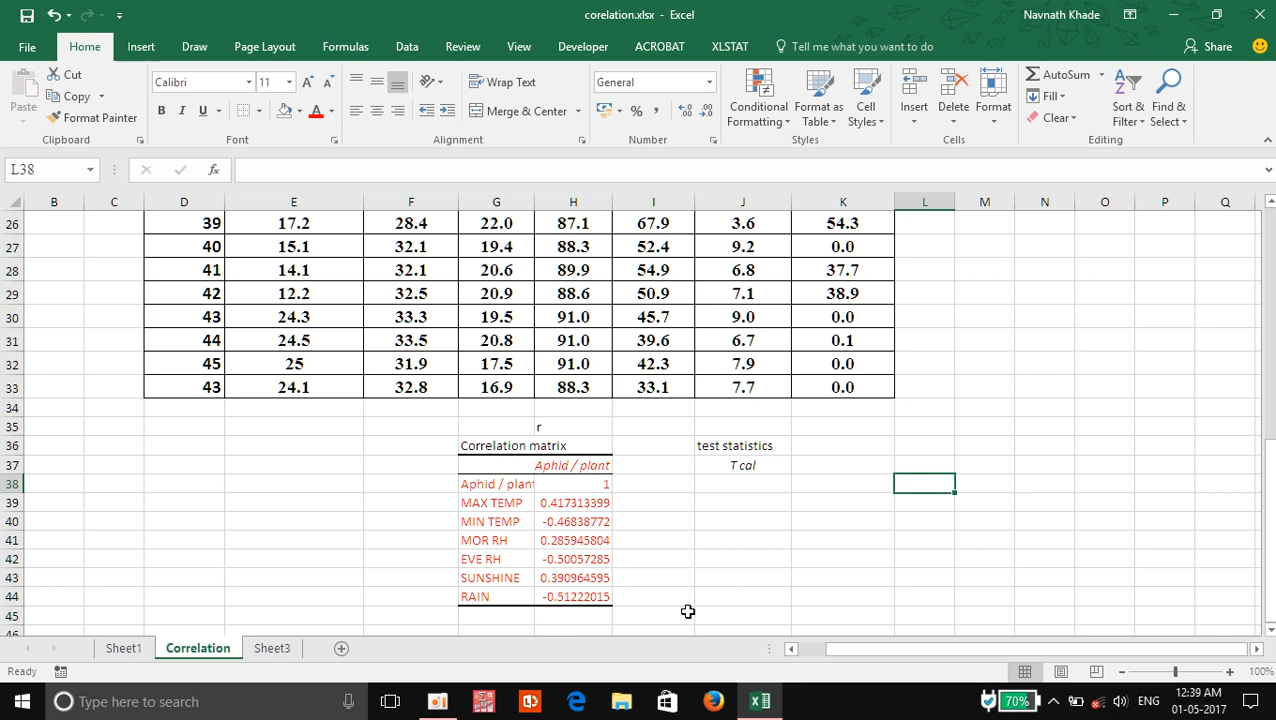 corelation.xlsx - Excel
Navnath Khade
File Home Insert Draw Page Layout Formulas Data Review View Developer ACROBAT XLSTAT Tell me what you want to do Share
Paste
Cut
Copy
Format Painter
Clipboard
Calibri 11
B I U
Font
Wrap Text
Merge & Center
Alignment
General
Number
Conditional Formatting
Format as Table
Cell Styles
Styles
Insert Delete Format
Cells
AutoSum
Fill
Clear
Sort & Filter
Find & Select
Editing
L38
fx
B C D E F G H I J K L M N O P Q
26 39 17.2 28.4 22.0 87.1 67.9 3.6 54.3
27 40 15.1 32.1 19.4 88.3 52.4 9.2 0.0
28 41 14.1 32.1 20.6 89.9 54.9 6.8 37.7
29 42 12.2 32.5 20.9 88.6 50.9 7.1 38.9
30 43 24.3 33.3 19.5 91.0 45.7 9.0 0.0
31 44 24.5 33.5 20.8 91.0 39.6 6.7 0.1
32 45 25 31.9 17.5 91.0 42.3 7.9 0.0
33 43 24.1 32.8 16.9 88.3 33.1 7.7 0.0
34
35 r
36 Correlation matrix test statistics
37 Aphid / plant T cal
38 Aphid / plant 1
39 MAX TEMP 0.417313399
40 MIN TEMP -0.46838772
41 MOR RH 0.285945804
42 EVE RH -0.50057285
43 SUNSHINE 0.390964595
44 RAIN -0.51222015
45
46
Sheet1 Correlation Sheet3
Ready 100%
Type here to search 70% ENG 12:39 AM
01-05-2017